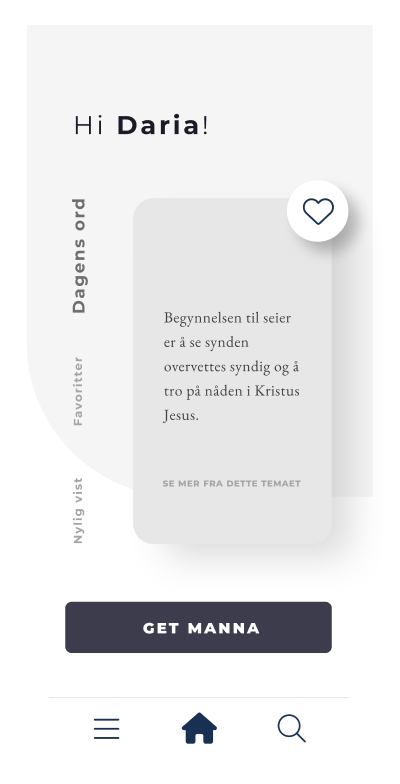 Hi Daria!
Dagens ord
Favoritter
Nylig vist
Begynnelsen til seier
er å se synden
overvettes syndig og å
tro på nåden i Kristus
Jesus.
SE MER FRA DETTE TEMAET
GET MANNA